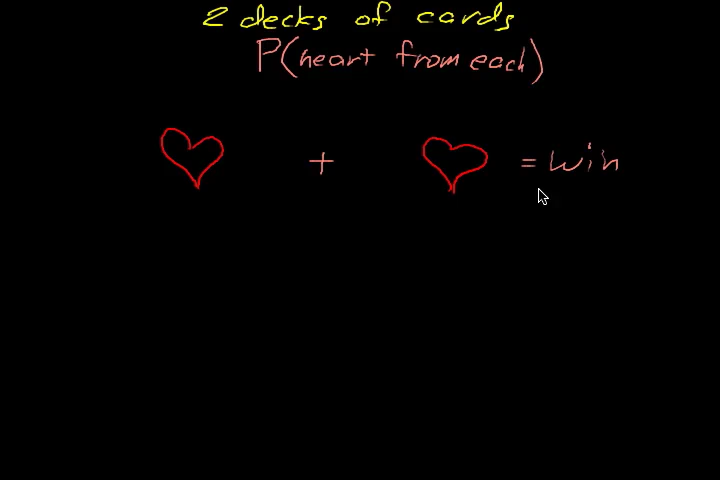 2 decks of cards
P(heart from each)
+ = win